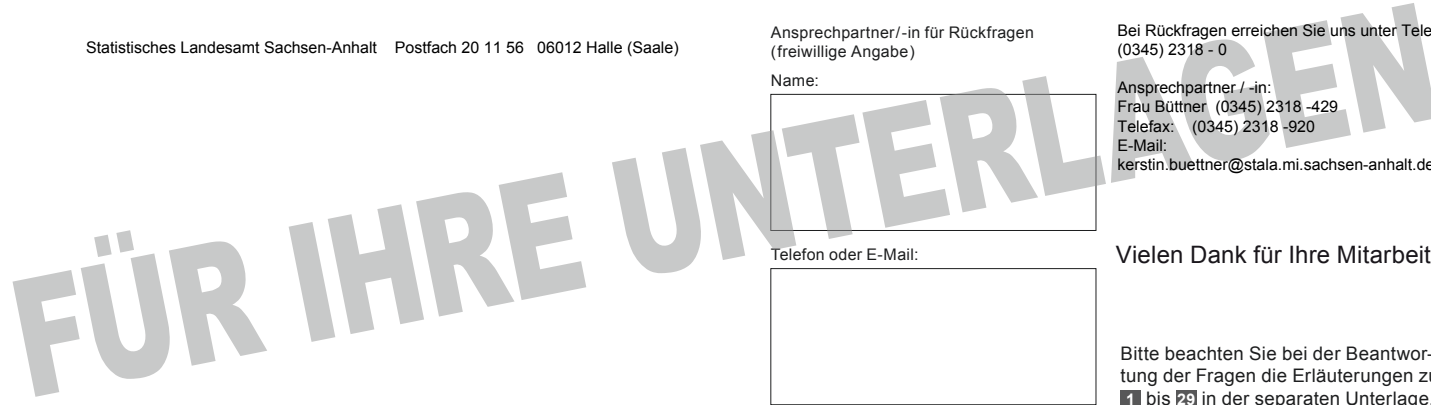 Statistisches Landesamt Sachsen-Anhalt Postfach 20 11 56 06012 Halle (Saale)
Ansprechpartner/-in für Rückfragen
(freiwillige Angabe)
Name:
Telefon oder E-Mail:
Bei Rückfragen erreichen Sie uns unter Tele
(0345) 2318 - 0
Ansprechpartner / -in:
Frau Büttner (0345) 2318 -429
Telefax: (0345) 2318 -920
E-Mail:
kerstin.buettner@stala.mi.sachsen-anhalt.de
Vielen Dank für Ihre Mitarbeit
Bitte beachten Sie bei der Beantwor-
tung der Fragen die Erläuterungen zu
1 bis 29 in der separaten Unterlage.
FÜR IHRE UNTERLAGEN